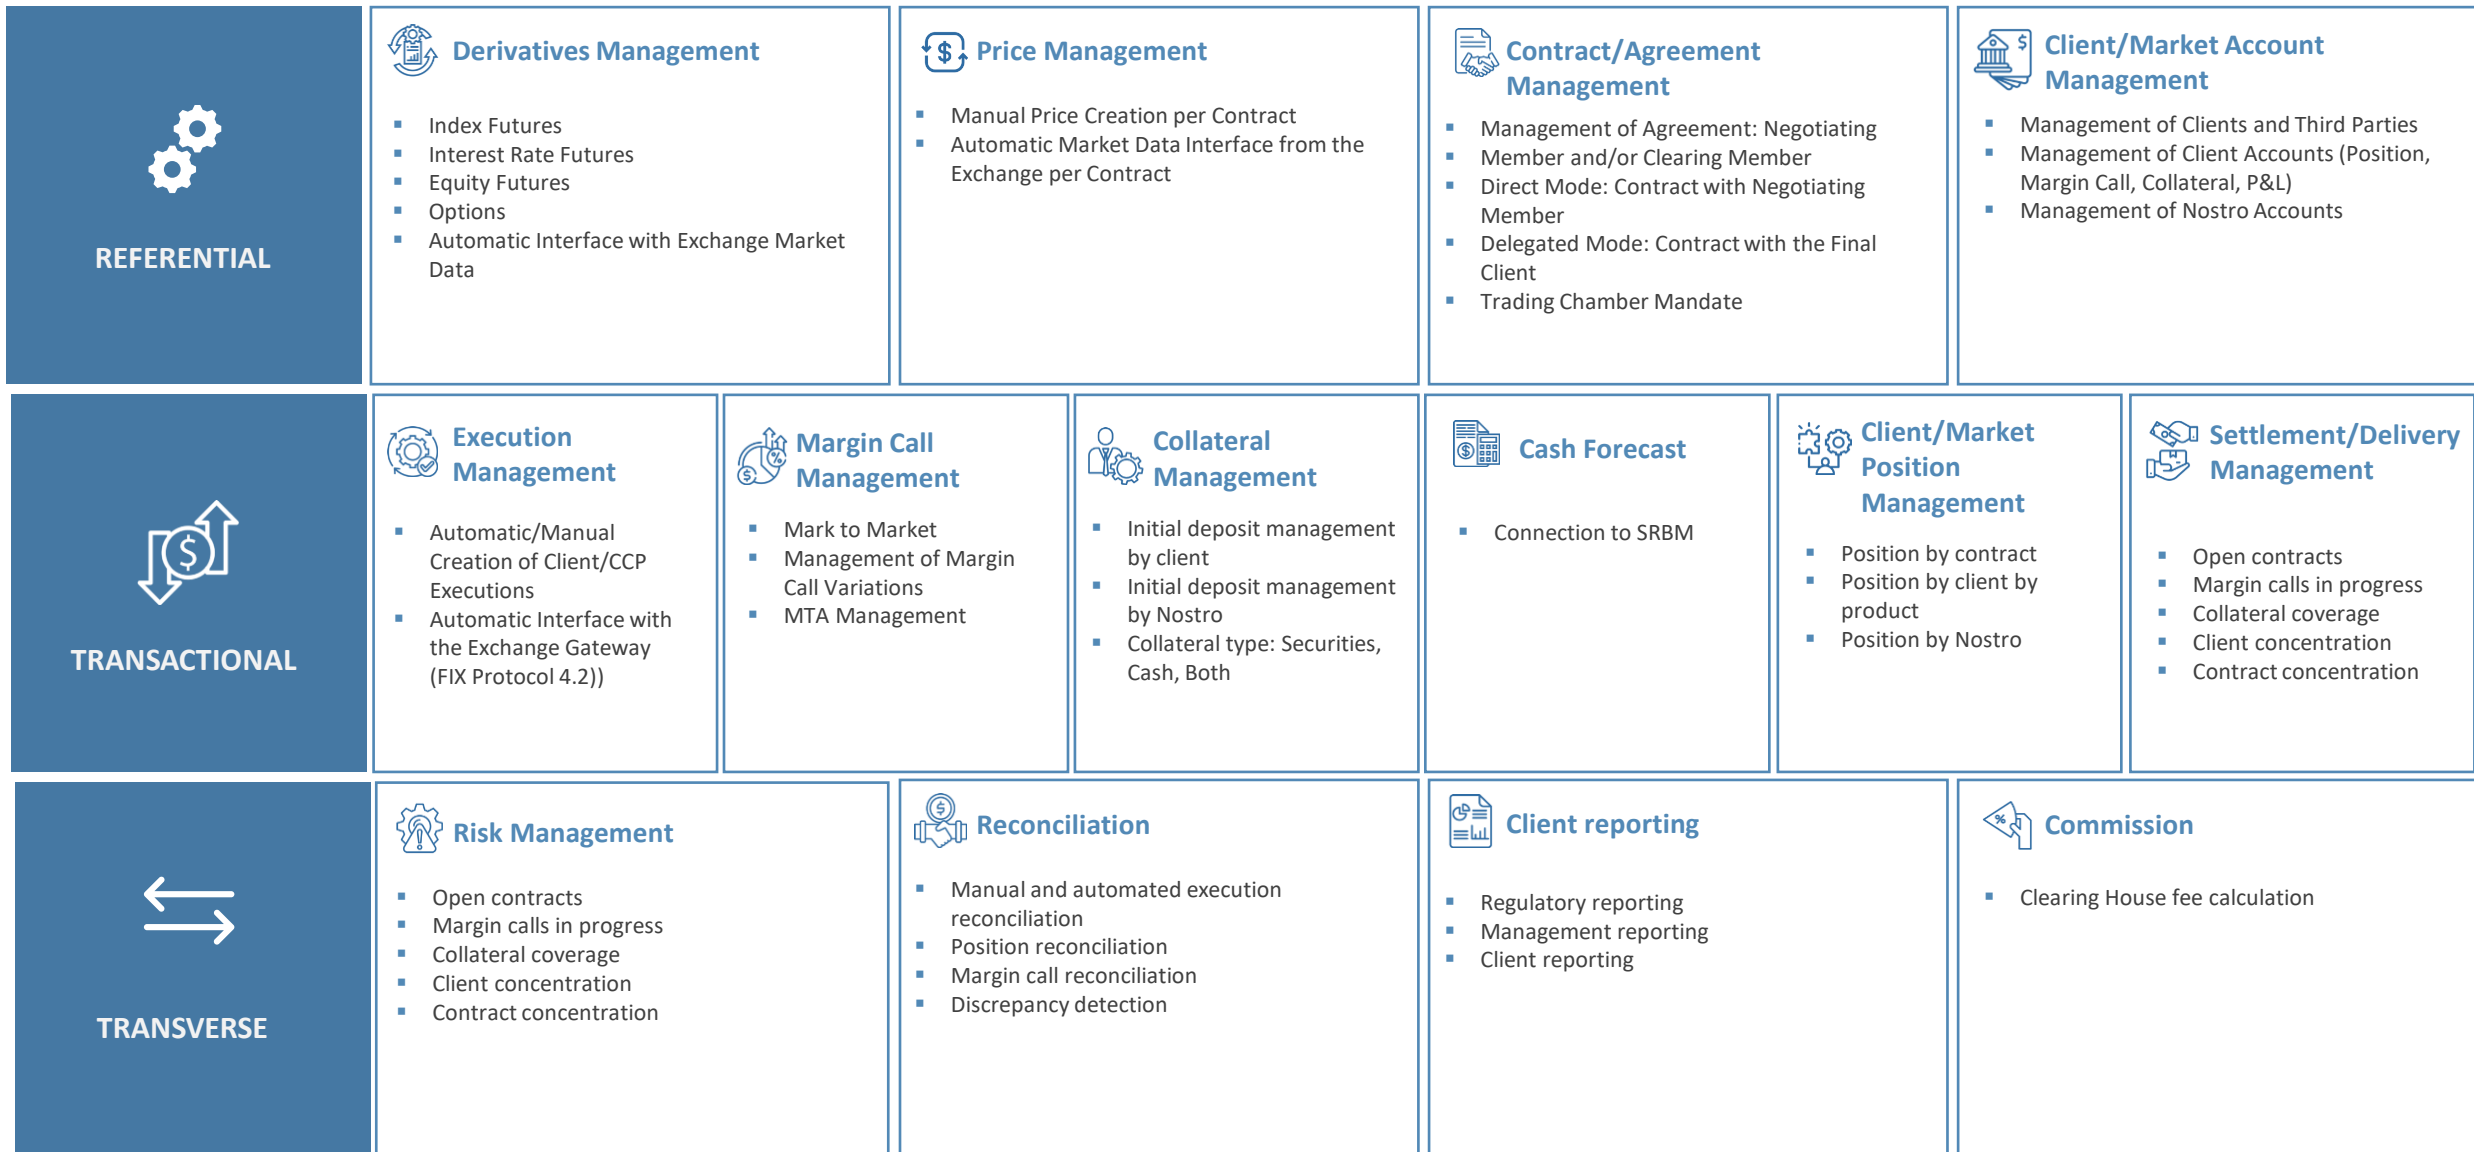 REFERENTIAL
Derivatives Management
Index Futures
Interest Rate Futures
Equity Futures
Options
Automatic Interface with Exchange Market
Data
Price Management
Manual Price Creation per Contract
Automatic Market Data Interface from the
Exchange per Contract
Contract/Agreement
Management
Management of Agreement: Negotiating
Member and/or Clearing Member
Direct Mode: Contract with Negotiating
Member
Delegated Mode: Contract with the Final
Client
Trading Chamber Mandate
Client/Market Account
Management
Management of Clients and Third Parties
Management of Client Accounts (Position,
Margin Call, Collateral, P&L)
Management of Nostro Accounts
TRANSACTIONAL
Execution
Management
Automatic/Manual
Creation of Client/CCP
Executions
Automatic Interface with
the Exchange Gateway
(FIX Protocol 4.2))
Margin Call
Management
Mark to Market
Management of Margin
Call Variations
MTA Management
Collateral
Management
Initial deposit management
by client
Initial deposit management
by Nostro
Collateral type: Securities,
Cash, Both
Cash Forecast
Connection to SRBM
Client/Market
Position
Management
Position by contract
Position by client by
product
Position by Nostro
Settlement/Delivery
Management
Open contracts
Margin calls in progress
Collateral coverage
Client concentration
Contract concentration
TRANSVERSE
Risk Management
Open contracts
Margin calls in progress
Collateral coverage
Client concentration
Contract concentration
Reconciliation
Manual and automated execution
reconciliation
Position reconciliation
Margin call reconciliation
Discrepancy detection
Client reporting
Regulatory reporting
Management reporting
Client reporting
Commission
Clearing House fee calculation